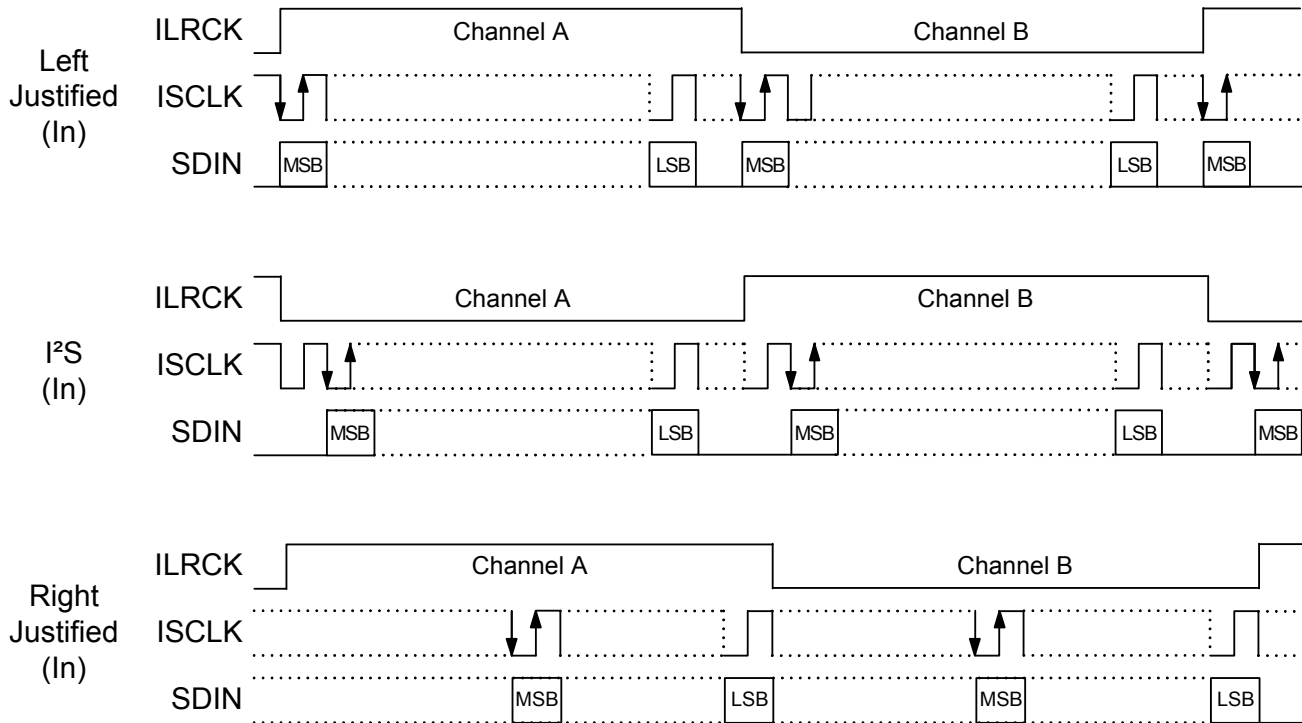 Left
Justified
(In)
ILRCK
Channel A
Channel B
ISCLK
SDIN
MSB
LSB
MSB
LSB
MSB
I²S
(In)
ILRCK
Channel A
Channel B
ISCLK
SDIN
MSB
LSB
MSB
LSB
MSB
Right
Justified
(In)
ILRCK
Channel A
Channel B
ISCLK
SDIN
MSB
LSB
MSB
LSB